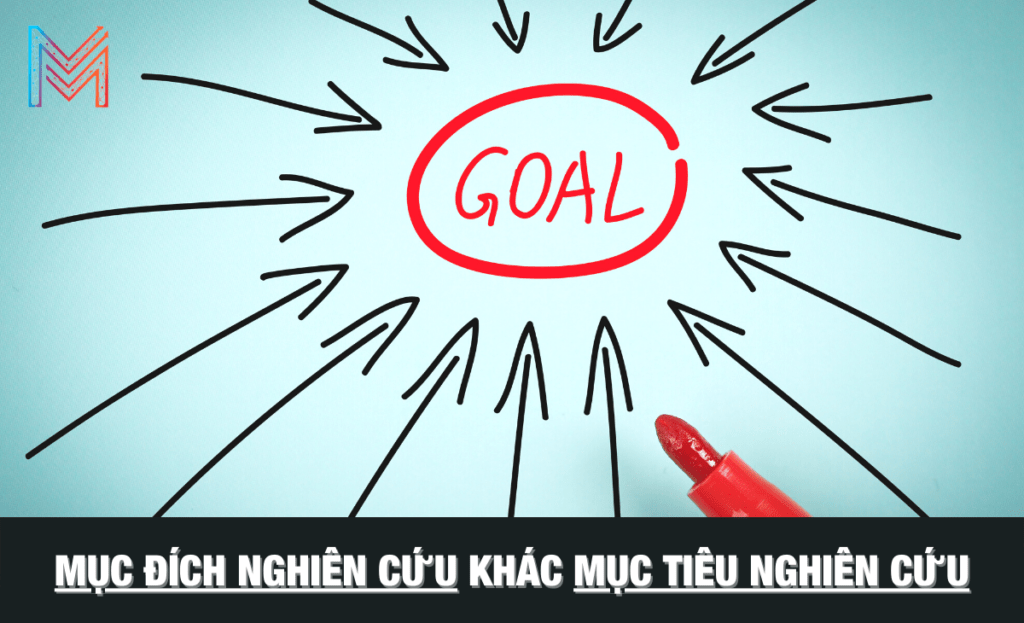 M
GOAL
MỤC ĐÍCH NGHIÊN CỨU KHÁC MỤC TIÊU NGHIÊN CỨU